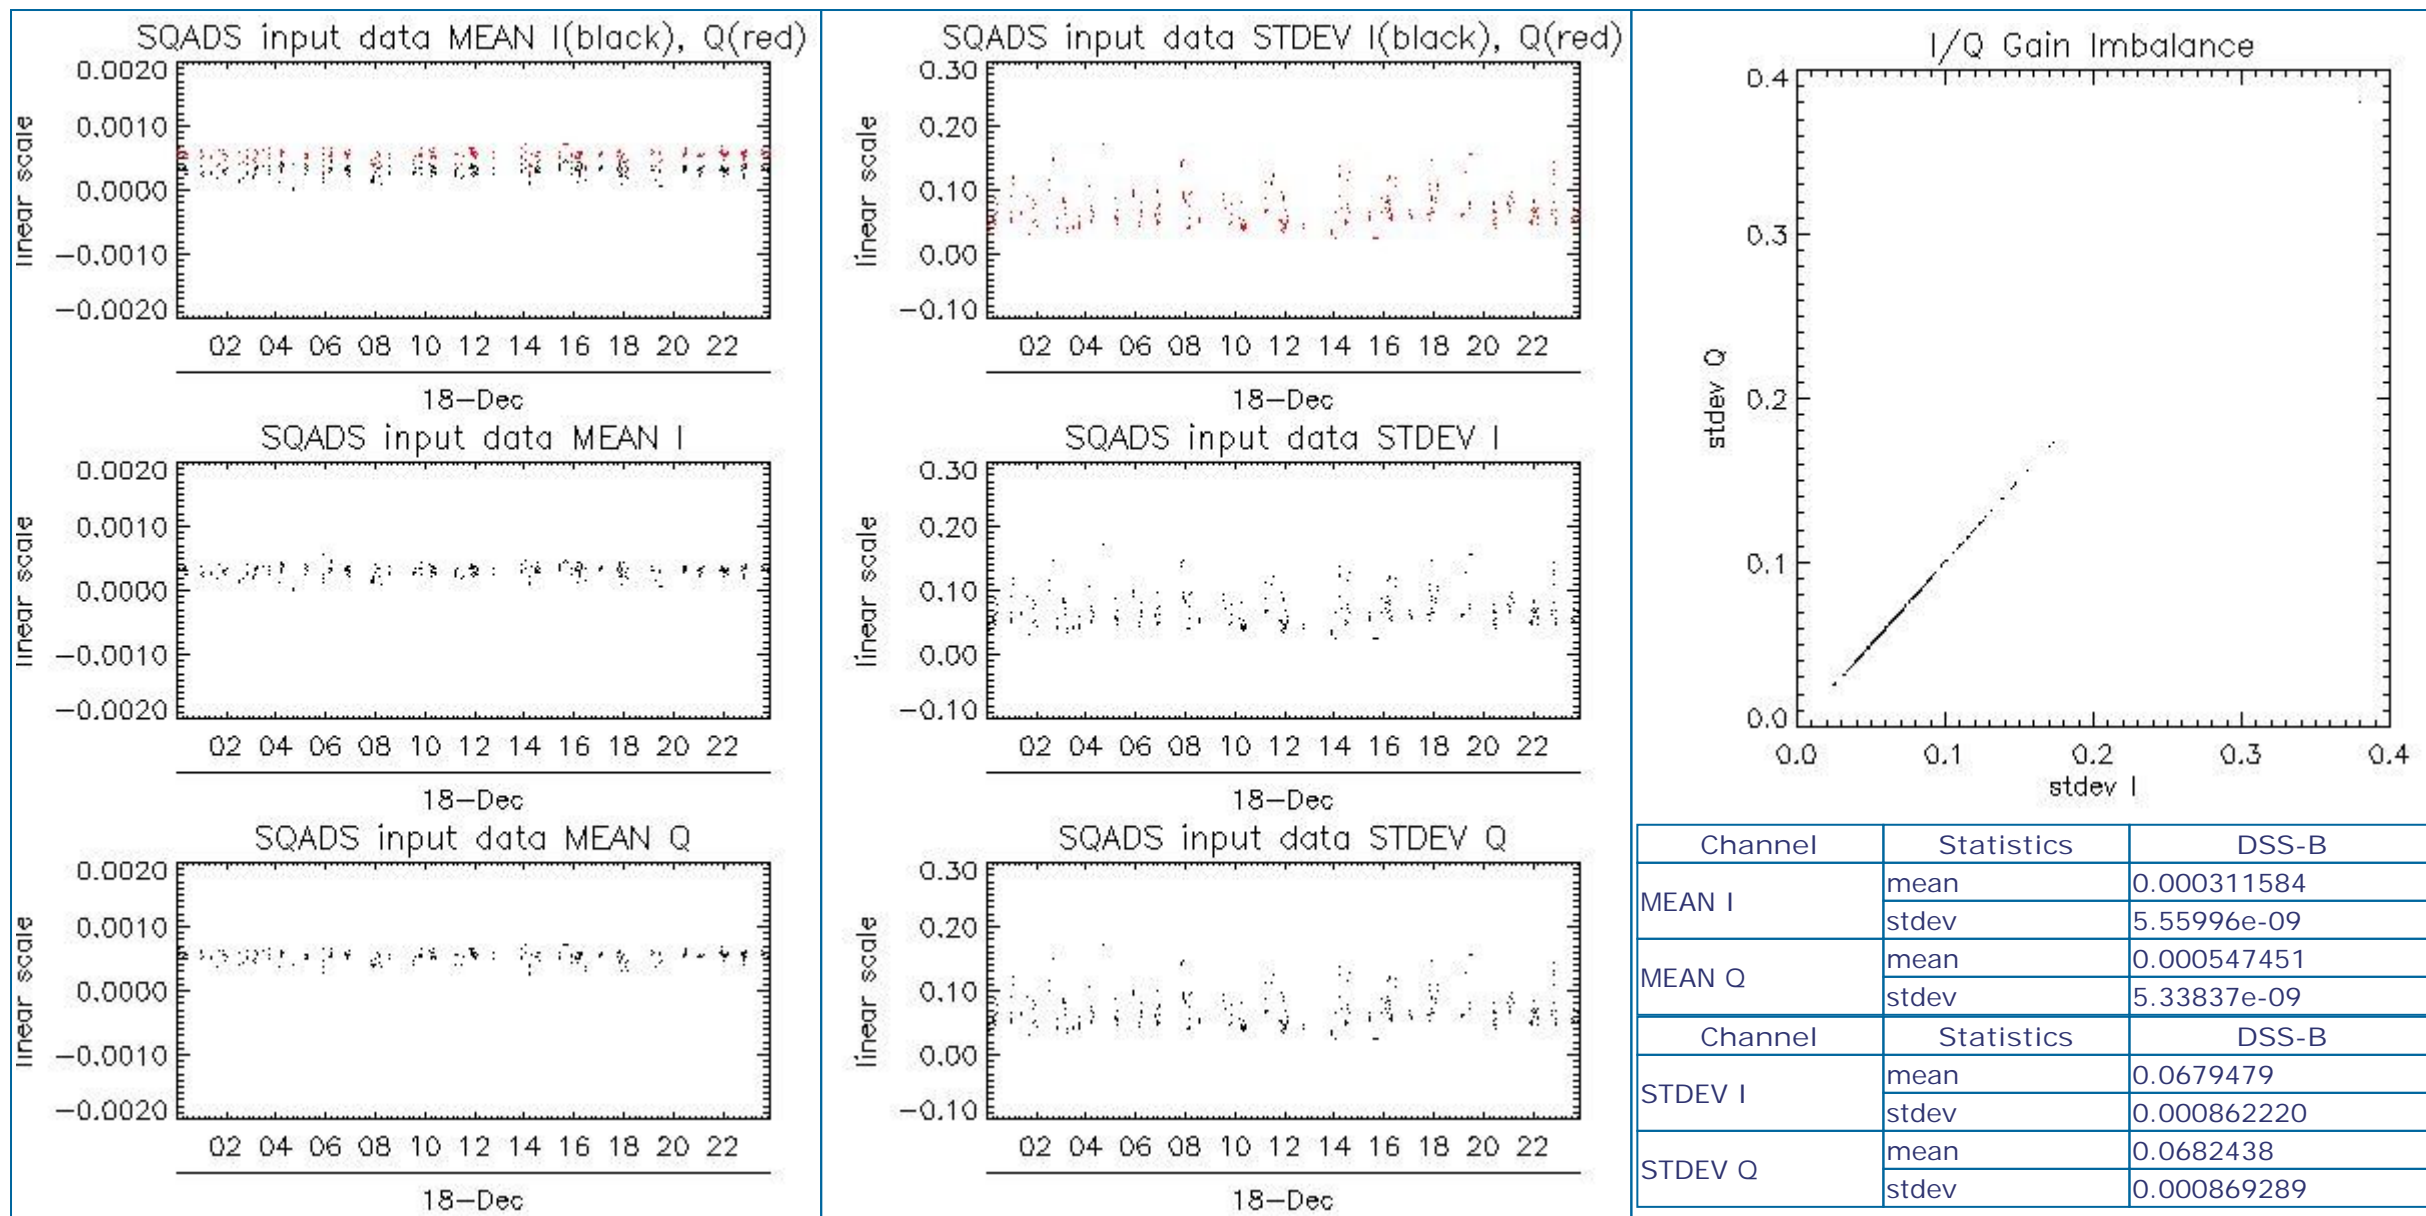 SQADS input data MEAN I(black), Q(red)
0.0020
0.0010
0.0000
−0.0010
−0.0020
linear scale
02 04 06 08 10 12 14 16 18 20 22
18−Dec
SQADS input data MEAN I
0.0020
0.0010
0.0000
−0.0010
−0.0020
linear scale
02 04 06 08 10 12 14 16 18 20 22
18−Dec
SQADS input data MEAN Q
0.0020
0.0010
0.0000
−0.0010
−0.0020
linear scale
02 04 06 08 10 12 14 16 18 20 22
18−Dec
SQADS input data STDEV I(black), Q(red)
0.30
0.20
0.10
0.00
−0.10
linear scale
02 04 06 08 10 12 14 16 18 20 22
18−Dec
SQADS input data STDEV I
0.30
0.20
0.10
0.00
−0.10
linear scale
02 04 06 08 10 12 14 16 18 20 22
18−Dec
SQADS input data STDEV Q
0.30
0.20
0.10
0.00
−0.10
linear scale
02 04 06 08 10 12 14 16 18 20 22
18−Dec
I/Q Gain Imbalance
0.4
0.3
0.2
0.1
0.0
stdev Q
0.0 0.1 0.2 0.3 0.4
stdev I
Channel Statistics DSS-B
MEAN I mean 0.000311584
stdev 5.55996e-09
MEAN Q mean 0.000547451
stdev 5.33837e-09
Channel Statistics DSS-B
STDEV I mean 0.0679479
stdev 0.000862220
STDEV Q mean 0.0682438
stdev 0.000869289